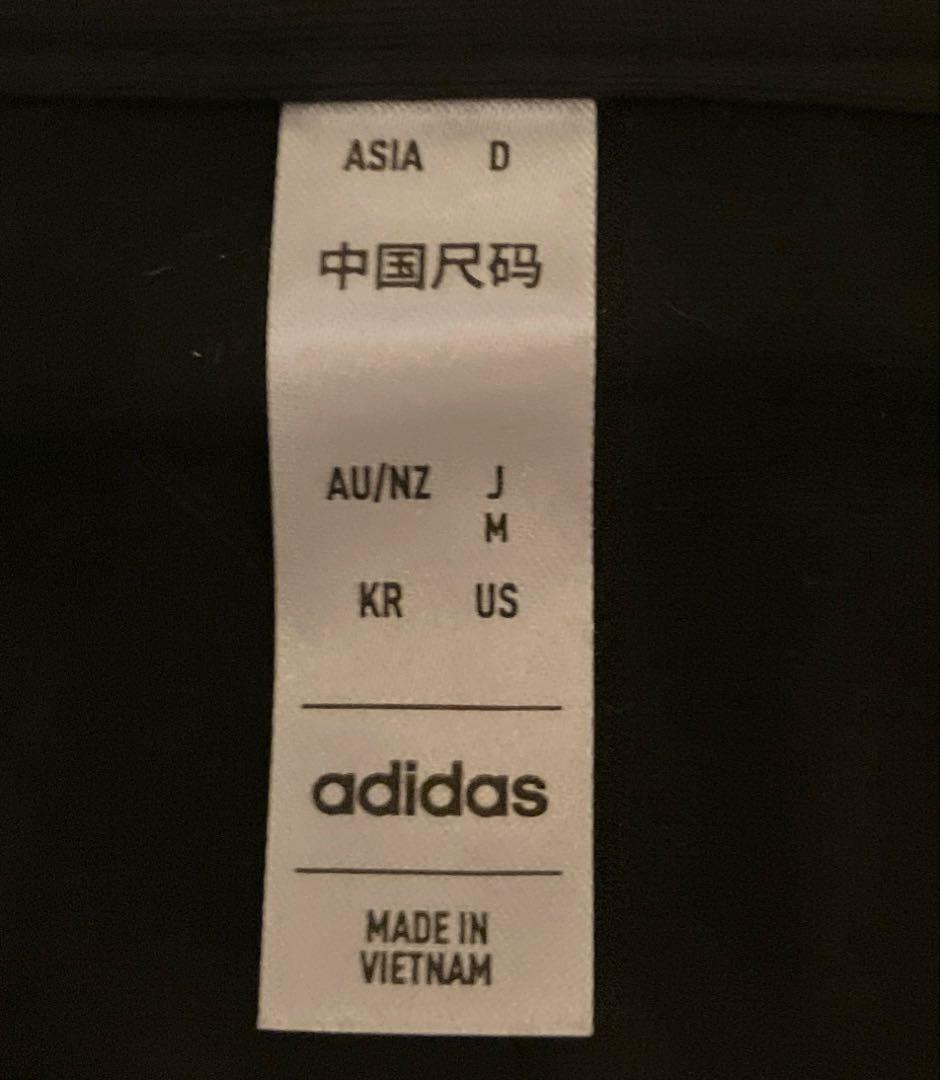 ASIA D
中国尺码
AU/NZ J
M
KR US
adidas
MADE IN
VIETNAM